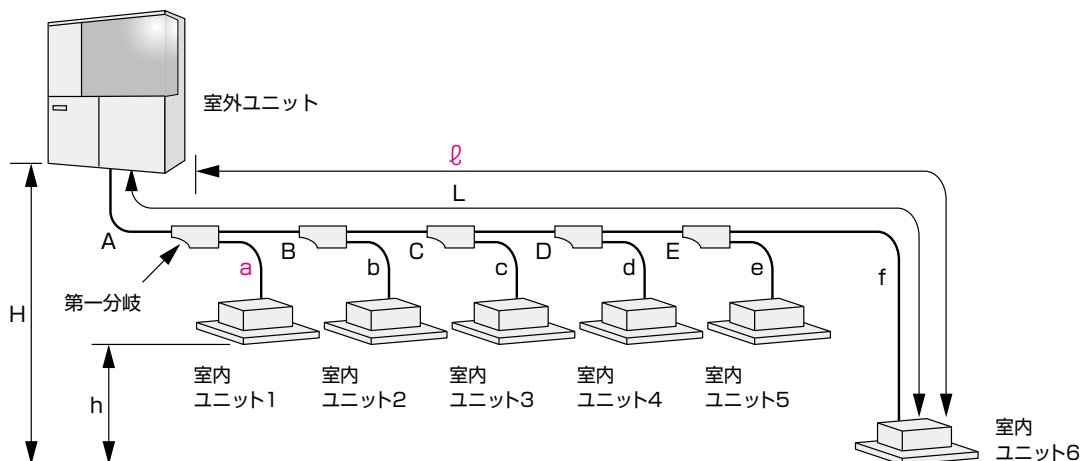 室外ユニット
ℓ
L
A
B
C
D
E
a
b
c
d
e
f
第一分岐
H
h
室内
ユニット1
室内
ユニット2
室内
ユニット3
室内
ユニット4
室内
ユニット5
室内
ユニット6